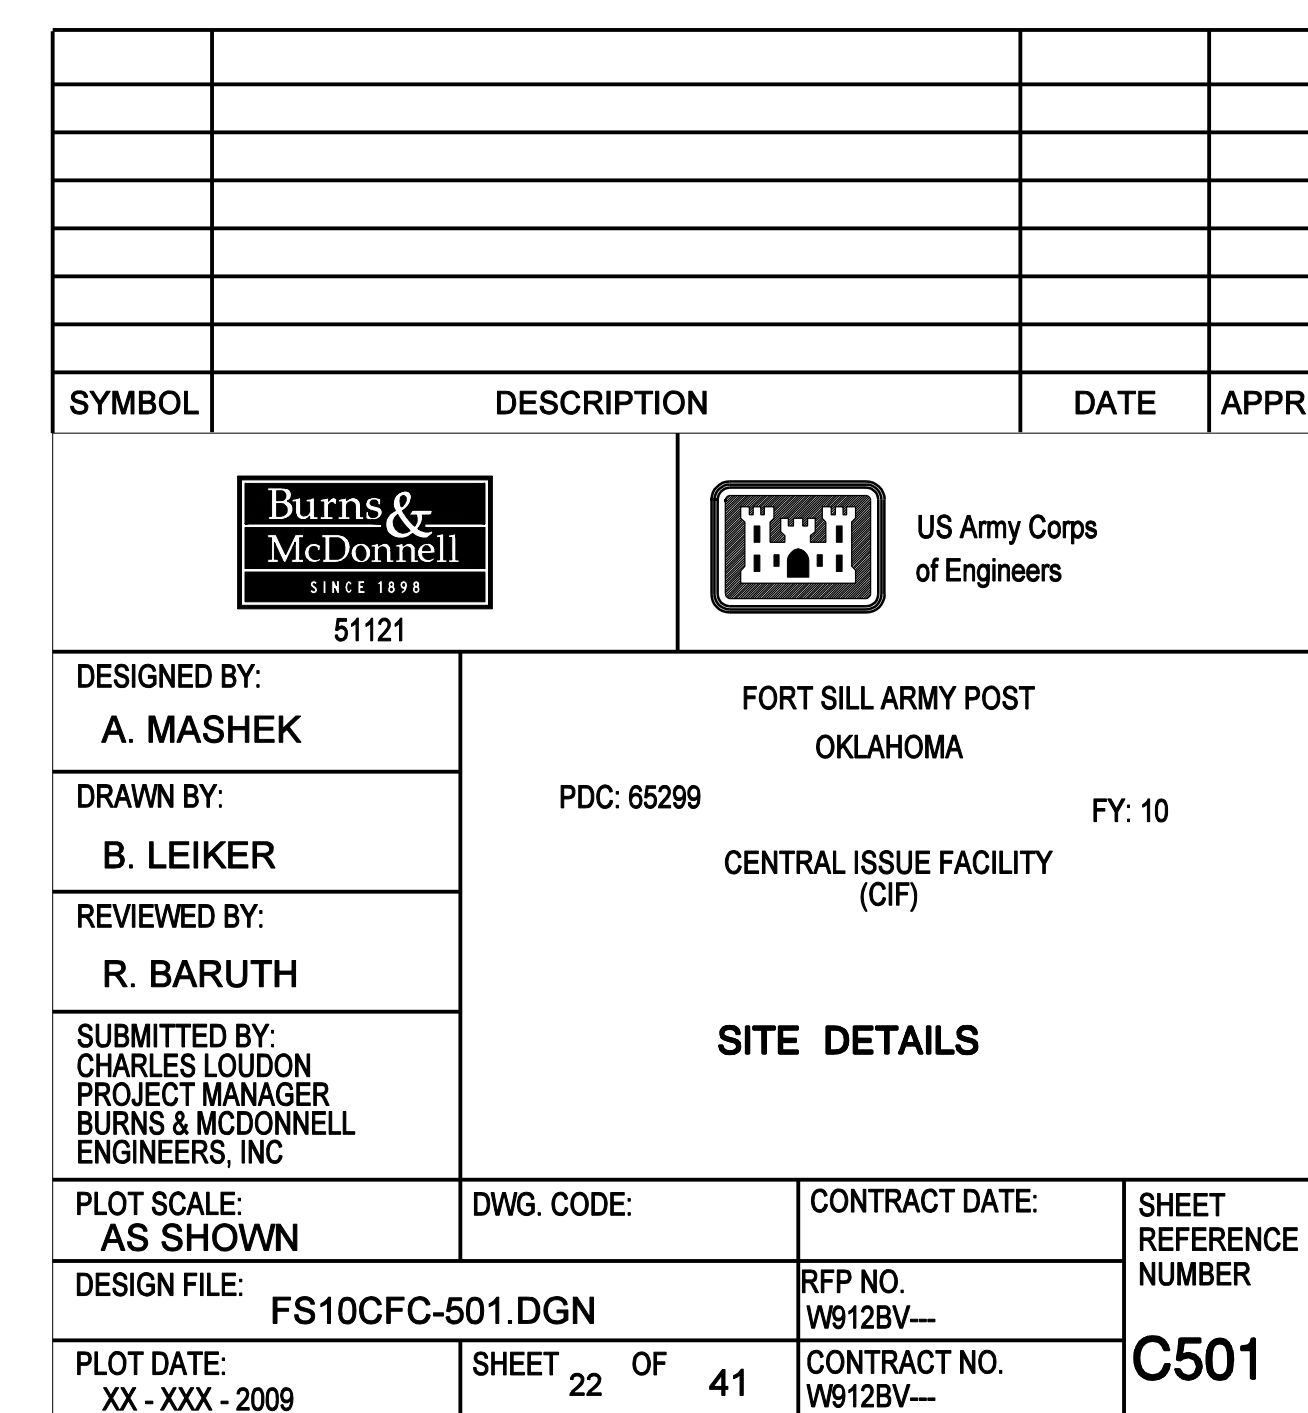 SYMBOL DESCRIPTION DATE APPR
Burns &
McDonnell
SINCE 1898
51121
US Army Corps
of Engineers
DESIGNED BY:
A. MASHEK
DRAWN BY:
B. LEIKER
REVIEWED BY:
R. BARUTH
SUBMITTED BY:
CHARLES LOUDON
PROJECT MANAGER
BURNS & MCDONNELL
ENGINEERS, INC
FORT SILL ARMY POST
OKLAHOMA
PDC: 65299 FY: 10
CENTRAL ISSUE FACILITY
(CIF)
SITE DETAILS
PLOT SCALE:
AS SHOWN
DWG. CODE:
CONTRACT DATE:
SHEET
REFERENCE
NUMBER
C501
DESIGN FILE:
FS10CFC-501.DGN
RFP NO.
W912BV---
PLOT DATE:
XX - XXX - 2009
SHEET 22 OF 41
CONTRACT NO.
W912BV---